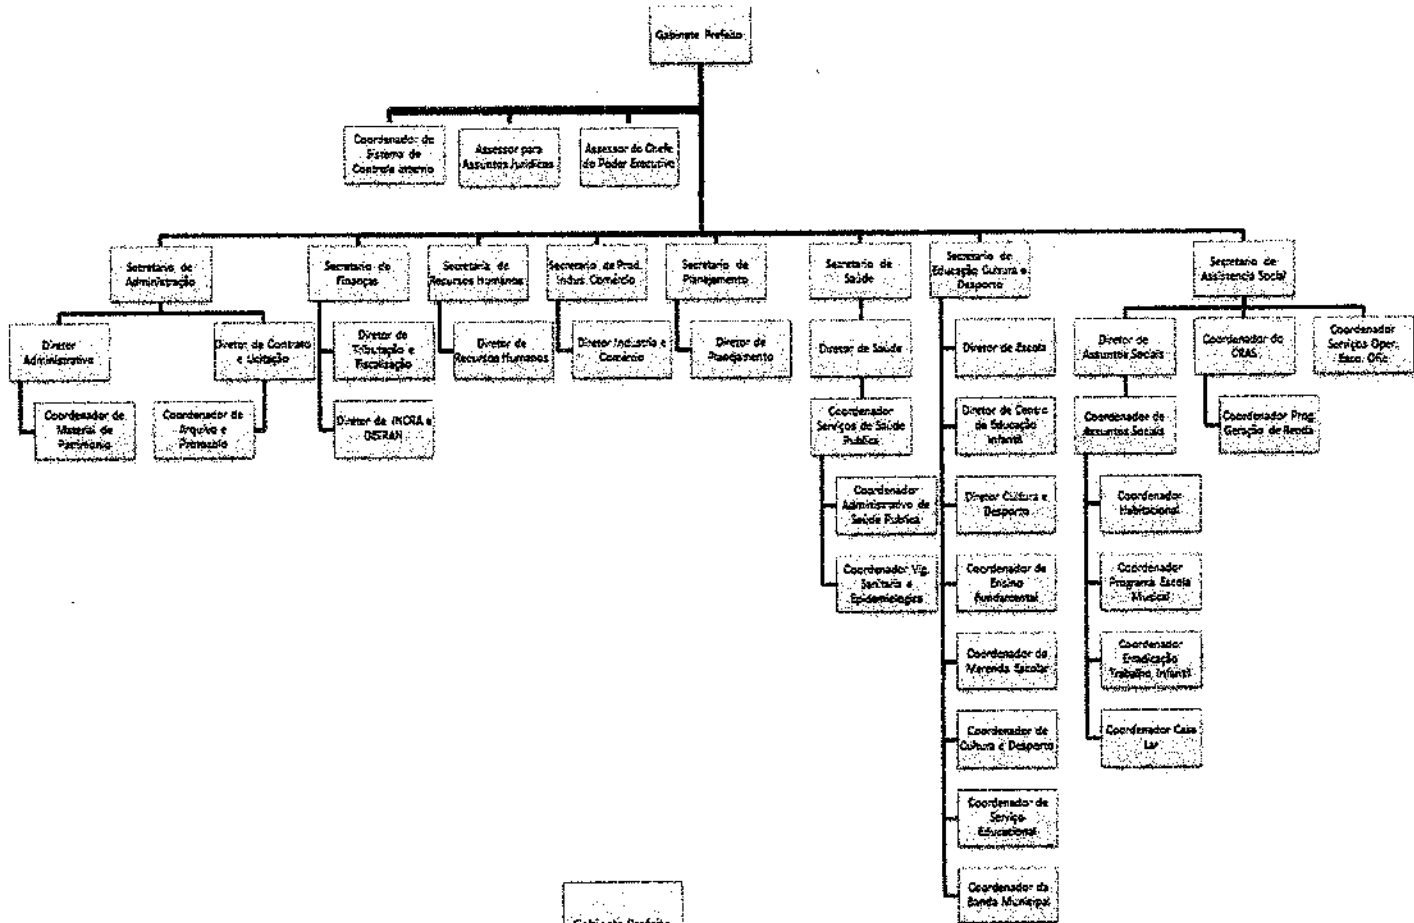 Gabinete Prefeito
Coordenador de
Sistema de
Controle interno
Assessor para
Assuntos Jurídicos
Assessor do Chefe
do Poder Executivo
Secretário de
Administração
Secretario de
Finanças
Secretaria de
Recursos Humanos
Secretario de Prod.
Indus. Comércio
Secretario de
Planejamento
Secretario de
Saúde
Secretario de
Educação Cultura e
Desporto
Secretario de
Assistencia Social
Diretor
Administrativo
Diretor de Contrato
e Licitação
Diretor de
Tributação e
Fiscalização
Diretor de
Recursos Humanos
Diretor Industria e
Comércio
Diretor de
Planejamento
Diretor de Saúde
Diretor de Escola
Diretor de
Assuntos Sociais
Coordenador do
CRAS
Coordenador
Serviços Oper.
Esco. Ofic
Coordenador de
Material de
Patrimonio
Coordenador de
Arquivo e
Protocolo
Diretor de INCRA e
DETRAN
Coordenador
Serviços de Saúde
Publica
Diretor de Centro
de Educação
Infantil
Coordenador de
Assuntos Sociais
Coordenador Prog.
Geração de Renda
Coordenador
Administrativo de
Saúde Publica
Diretor Cultura e
Desporto
Coordenador
Habitacional
Coordenador Vig.
Sanitaria e
Epidemiologica
Coordenador de
Ensino
Fundamental
Coordenador
Programa Escola
Musical
Coordenador da
Merenda Escolar
Coordenador
Erradicação
Trabalho Infantil
Coordenador de
Cultura e Desporto
Coordenador Casa
Lar
Coordenador de
Serviço
Educacional
Coordenador da
Banda Municipal
Gabinete Prefeito